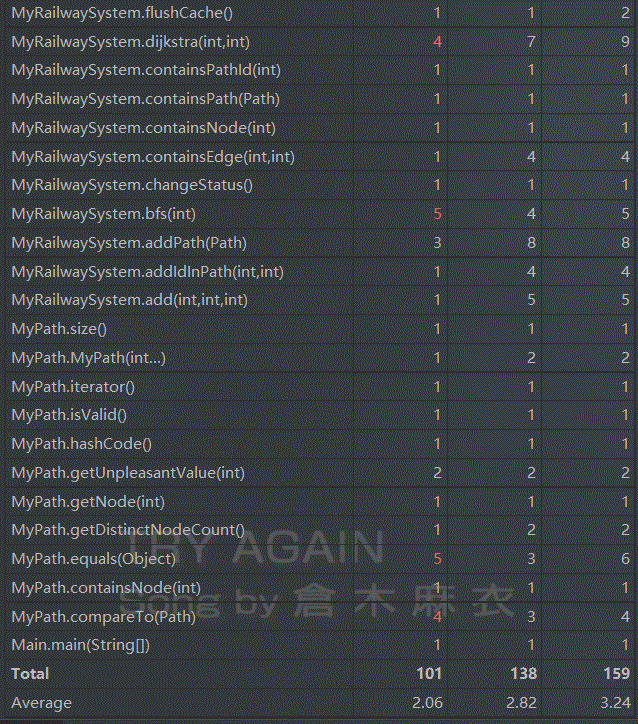 MyRailwaySystem.flushCache() 1 1 2
MyRailwaySystem.dijkstra(int,int) 4 7 9
MyRailwaySystem.containsPathId(int) 1 1 1
MyRailwaySystem.containsPath(Path) 1 1 1
MyRailwaySystem.containsNode(int) 1 1 1
MyRailwaySystem.containsEdge(int,int) 1 4 4
MyRailwaySystem.changeStatus() 1 1 1
MyRailwaySystem.bfs(int) 5 4 5
MyRailwaySystem.addPath(Path) 3 8 8
MyRailwaySystem.addIdInPath(int,int) 1 4 4
MyRailwaySystem.add(int,int,int) 1 5 5
MyPath.size() 1 1 1
MyPath.MyPath(int...) 1 2 2
MyPath.iterator() 1 1 1
MyPath.isValid() 1 1 1
MyPath.hashCode() 1 1 1
MyPath.getUnpleasantValue(int) 2 2 2
MyPath.getNode(int) 1 1 1
MyPath.getDistinctNodeCount() 1 2 2
TRY AGAIN
MyPath.equals(Object) 5 3 6
MyPath.containsNode(int) 1 1 1
Song by 倉木麻衣
MyPath.compareTo(Path) 4 3 4
Main.main(String[]) 1 1 1
Total 101 138 159
Average 2.06 2.82 3.24